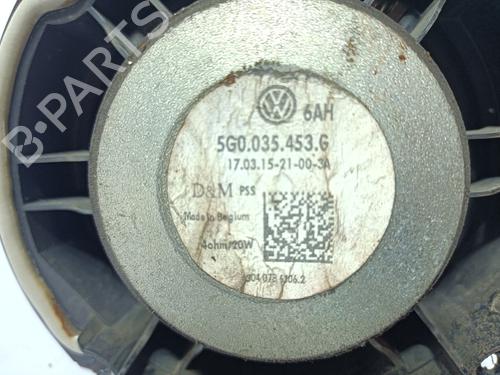 B-PARTS
6AH
5G0.035.453.G
17.03.15-21-00-3A
D&M PSS
Made in Belgium
4ohm/20W